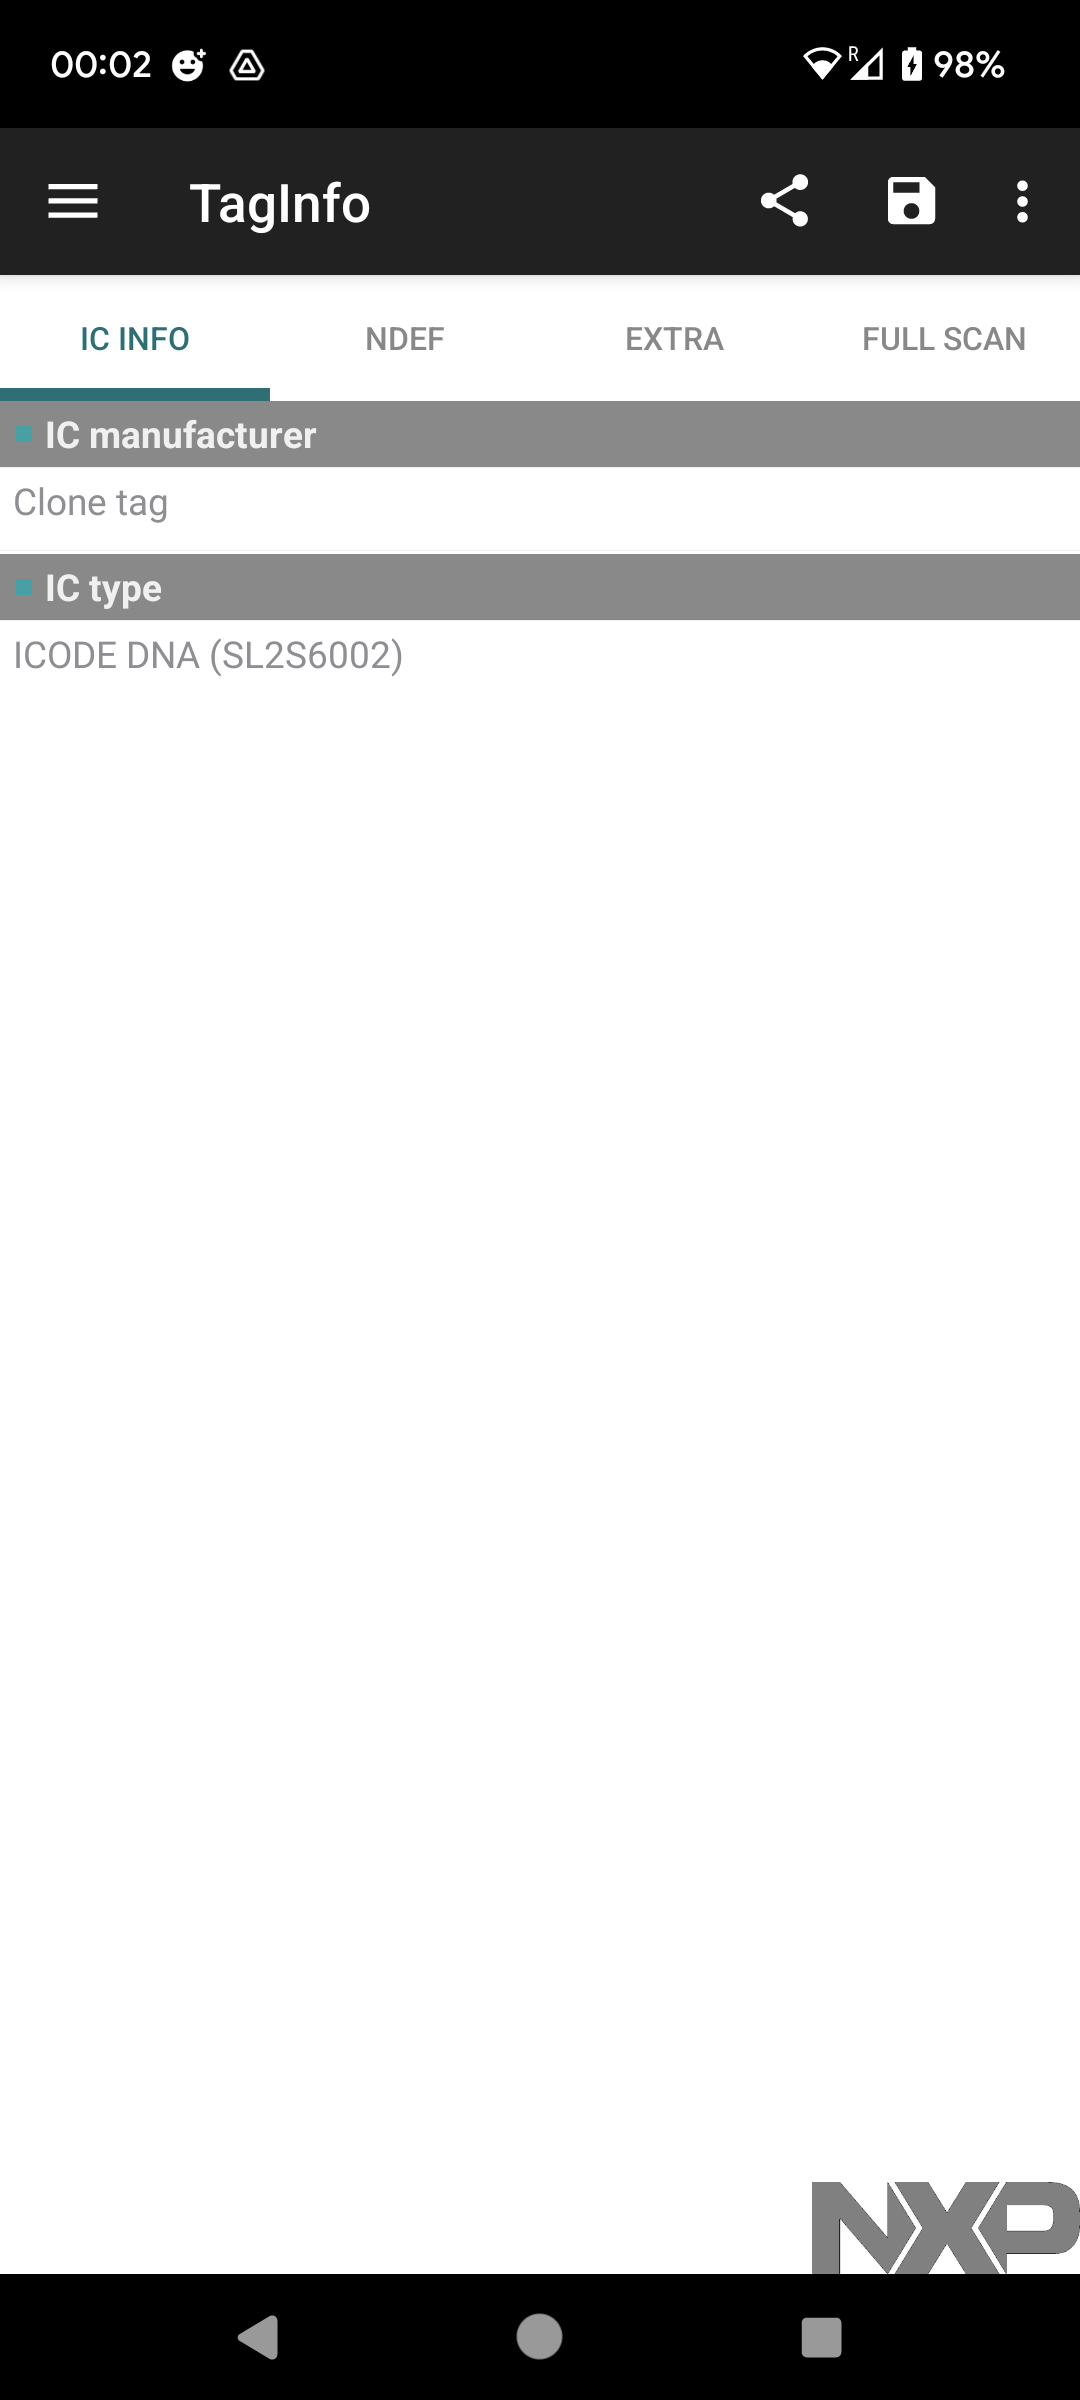 00:02
R
98%
TagInfo
IC INFO
NDEF
EXTRA
FULL SCAN
IC manufacturer
Clone tag
IC type
ICODE DNA (SL2S6002)
NXP